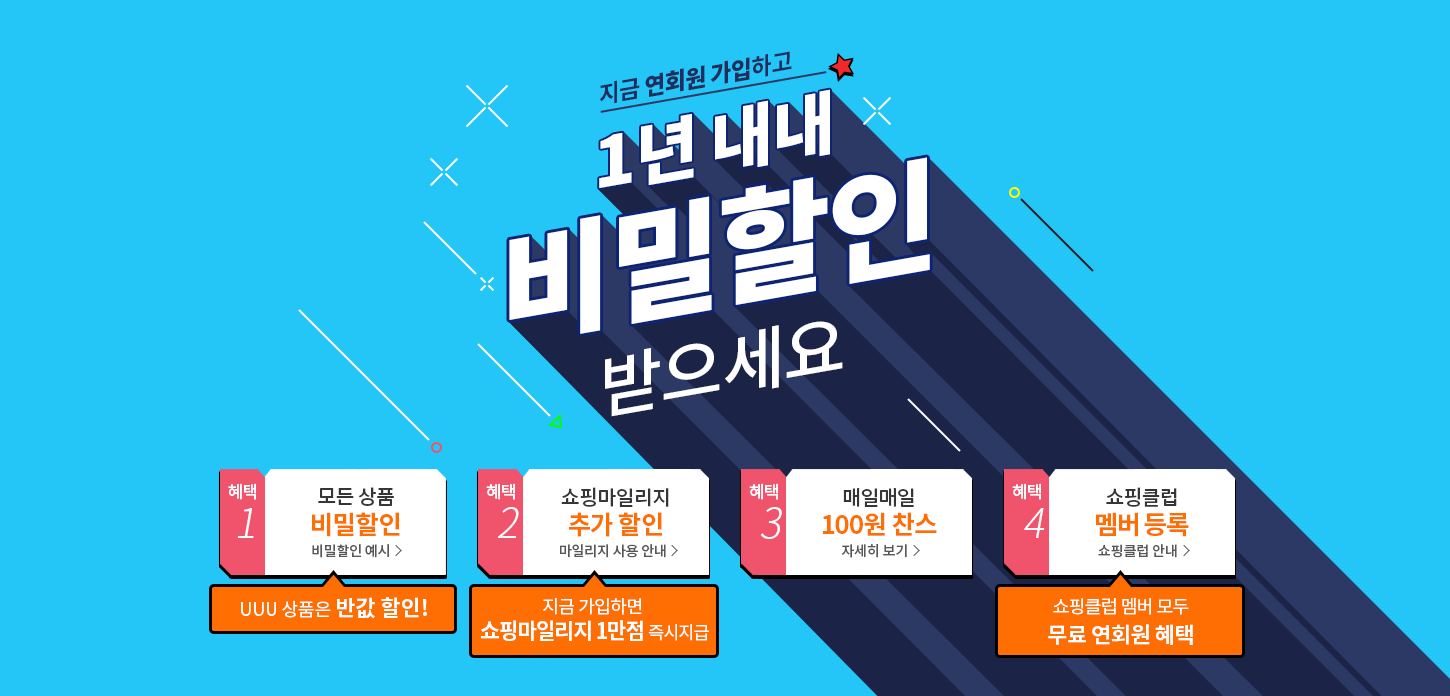 지금 연회원 가입하고
1년 내내
비밀할인
받으세요
혜택
1
모든 상품
비밀할인
비밀할인 예시 >
UUU 상품은 반값 할인!
혜택
2
쇼핑마일리지
추가 할인
마일리지 사용 안내 >
지금 가입하면
쇼핑마일리지 1만점 즉시지급
혜택
3
매일매일
100원 찬스
자세히 보기 >
혜택
4
쇼핑클럽
멤버 등록
쇼핑클럽 안내 >
쇼핑클럽 멤버 모두
무료 연회원 혜택